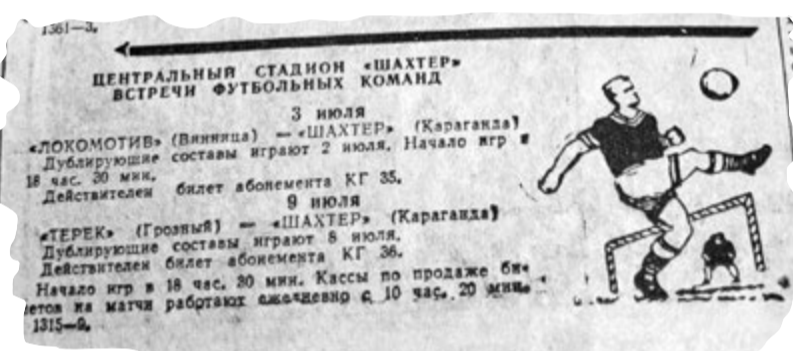 1361—3.
ЦЕНТРАЛЬНЫЙ СТАДИОН «ШАХТЕР»
ВСТРЕЧИ ФУТБОЛЬНЫХ КОМАНД
3 ИЮЛЯ
«ЛОКОМОТИВ» (Винница) — «ШАХТЕР» (Караганда)
Дублирующие составы играют 2 июля. Начало игр в
18 час. 30 мин.
Действителен билет абонемента КГ 35.
9 ИЮЛЯ
«ТЕРЕК» (Грозный) — «ШАХТЕР» (Караганда)
Дублирующие составы играют 8 июля.
Действителен билет абонемента КГ 36.
Начало игр в 18 час. 30 мин. Кассы по продаже би-
етов на матчи работают ежедневно с 10 час. 20 мин.
1315—9.